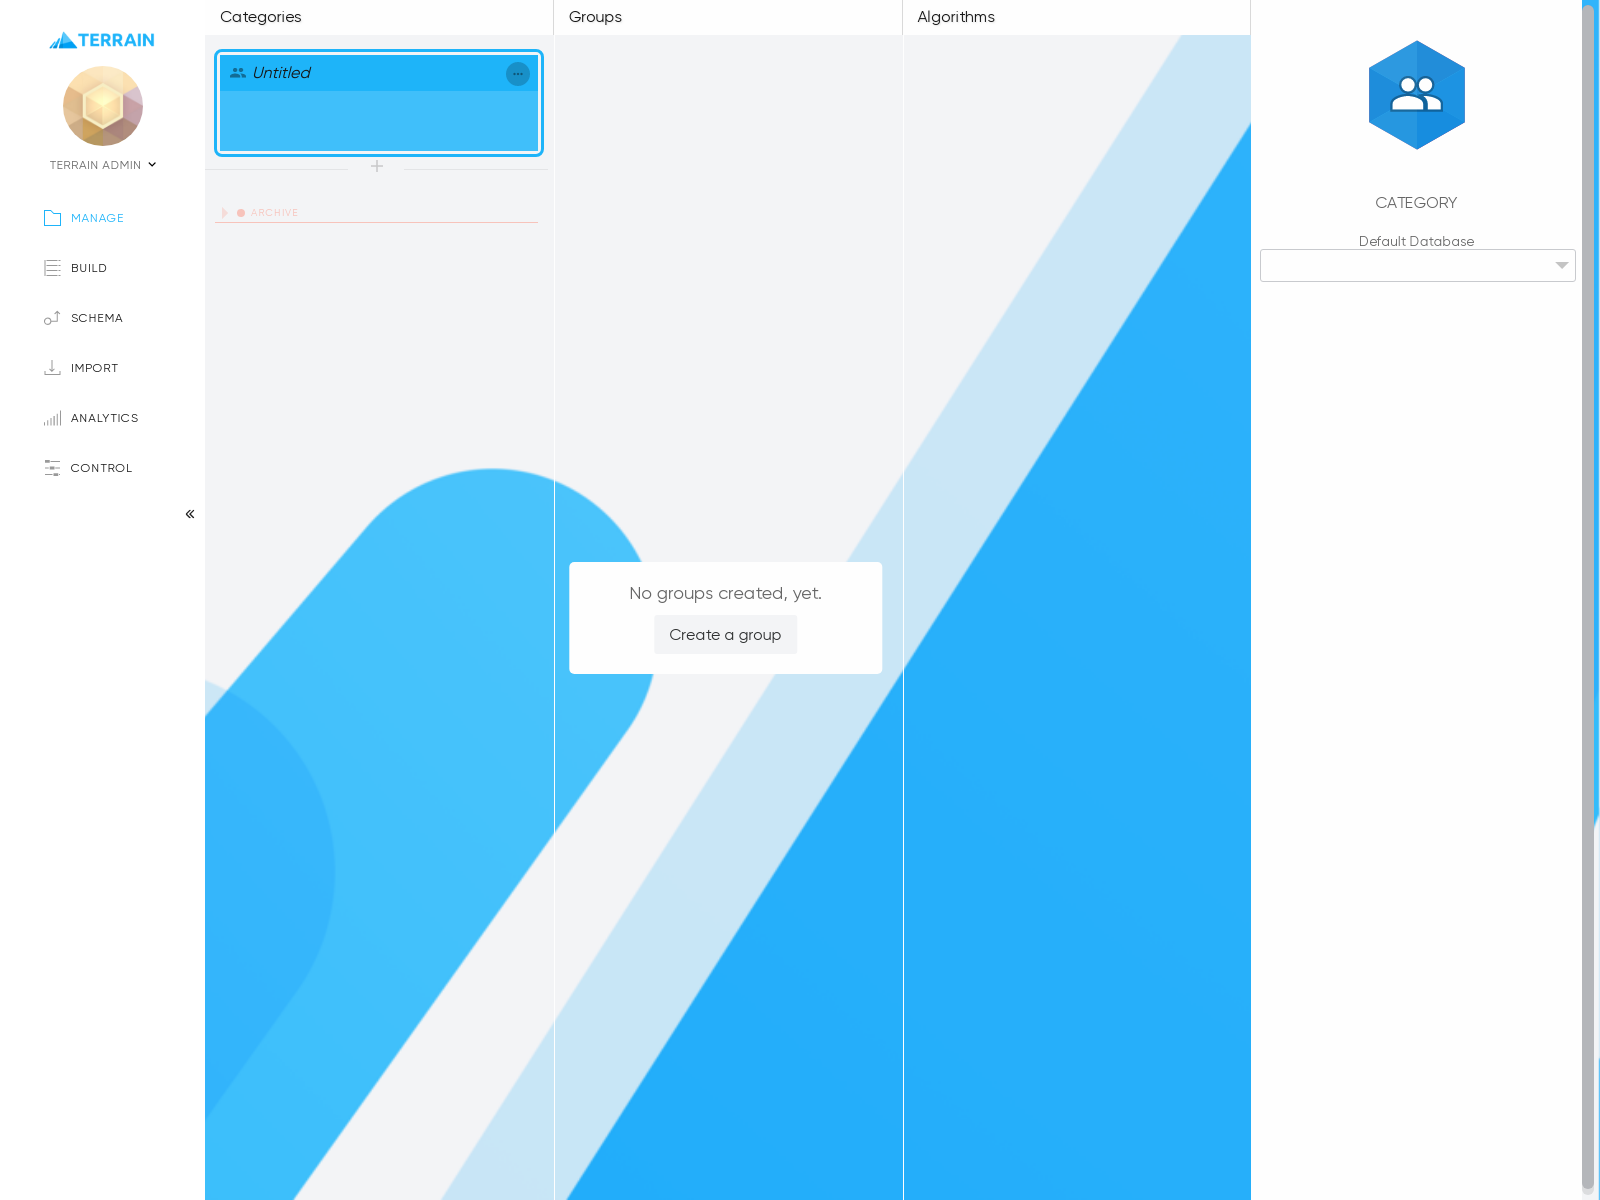 TERRAIN
TERRAIN ADMIN
MANAGE
BUILD
SCHEMA
IMPORT
ANALYTICS
CONTROL
Categories
Groups
Algorithms
Untitled
ARCHIVE
No groups created, yet.
Create a group
CATEGORY
Default Database